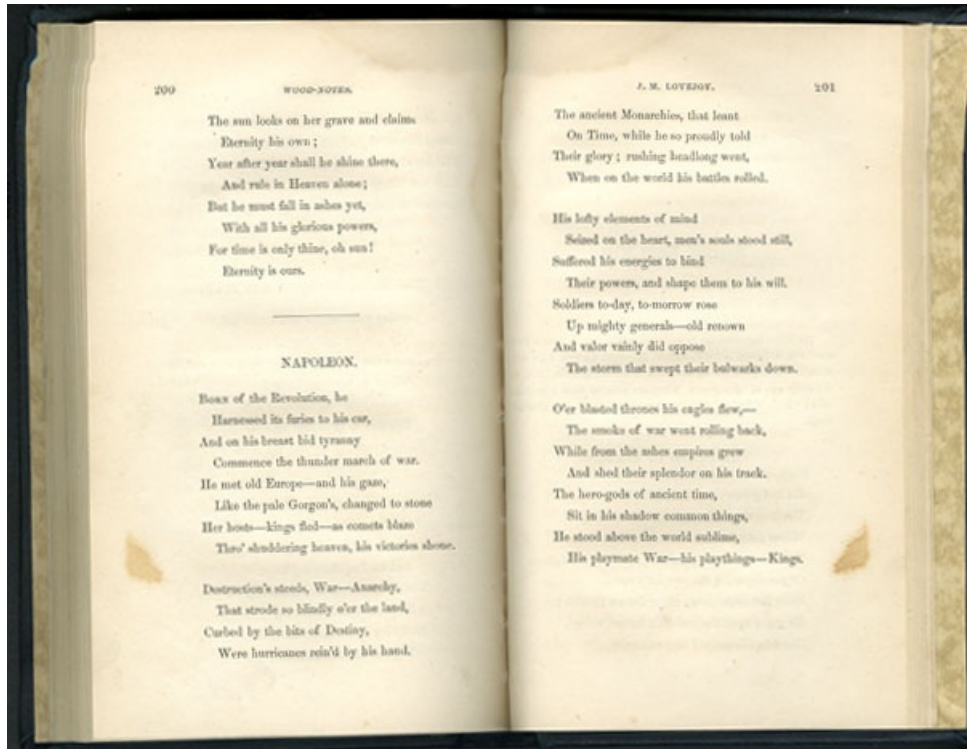 200
WOOD-NOTES.
The sun looks on her grave and claims
Eternity his own ;
Year after year shall he shine there,
And rule in Heaven alone ;
But he must fall in ashes yet,
With all his glorious powers,
For time is only thine, oh sun !
Eternity is ours.
NAPOLEON.
BORN of the Revolution, he
Harnessed its furies to his car,
And on his breast bid tyranny
Commence the thunder march of war.
He met old Europe—and his gaze,
Like the pale Gorgon's, changed to stone
Her hosts—kings fled—as comets blaze
Thro' shuddering heaven, his victories shone.
Destruction's steeds, War—Anarchy,
That strode so blindly o'er the land,
Curbed by the bits of Destiny,
Were hurricanes rein'd by his hand.
J. M. LOVEJOY.
201
The ancient Monarchies, that leant
On Time, while he so proudly told
Their glory ; rushing headlong went,
When on the world his battles rolled.
His lofty elements of mind
Seized on the heart, men's souls stood still,
Suffered his energies to bind
Their powers, and shape them to his will.
Soldiers to-day, to-morrow rose
Up mighty generals—old renown
And valor vainly did oppose
The storm that swept their bulwarks down.
O'er blasted thrones his eagles flew,—
The smoke of war went rolling back,
While from the ashes empires grew
And shed their splendor on his track.
The hero-gods of ancient time,
Sit in his shadow common things,
He stood above the world sublime,
His playmate War—his playthings—Kings.